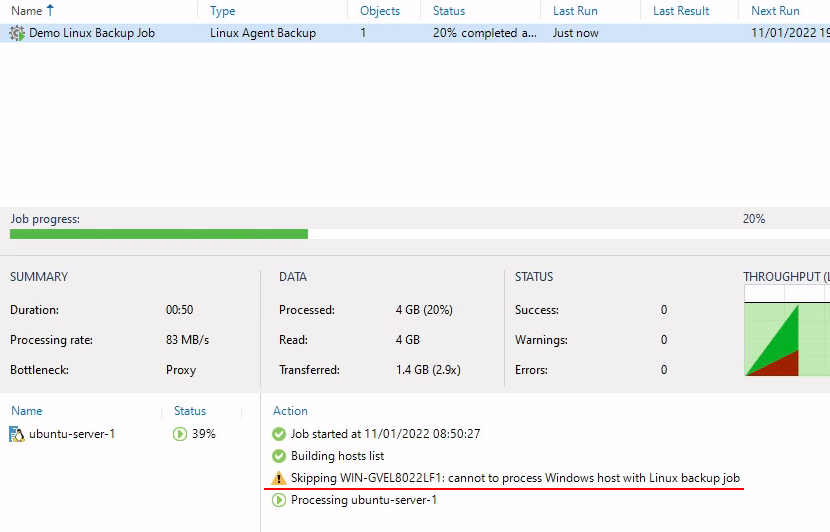 Name Type Objects Status Last Run Last Result Next Run
Demo Linux Backup Job Linux Agent Backup 1 20% completed a... Just now 11/01/2022 19
Job progress: 20%
SUMMARY DATA STATUS THROUGHPUT (L
Duration: 00:50 Processed: 4 GB (20%) Success: 0
Processing rate: 83 MB/s Read: 4 GB Warnings: 0
Bottleneck: Proxy Transferred: 1.4 GB (2.9x) Errors: 0
Name Status Action
ubuntu-server-1 39% Job started at 11/01/2022 08:50:27
Building hosts list
Skipping WIN-GVEL8022LF1: cannot to process Windows host with Linux backup job
Processing ubuntu-server-1